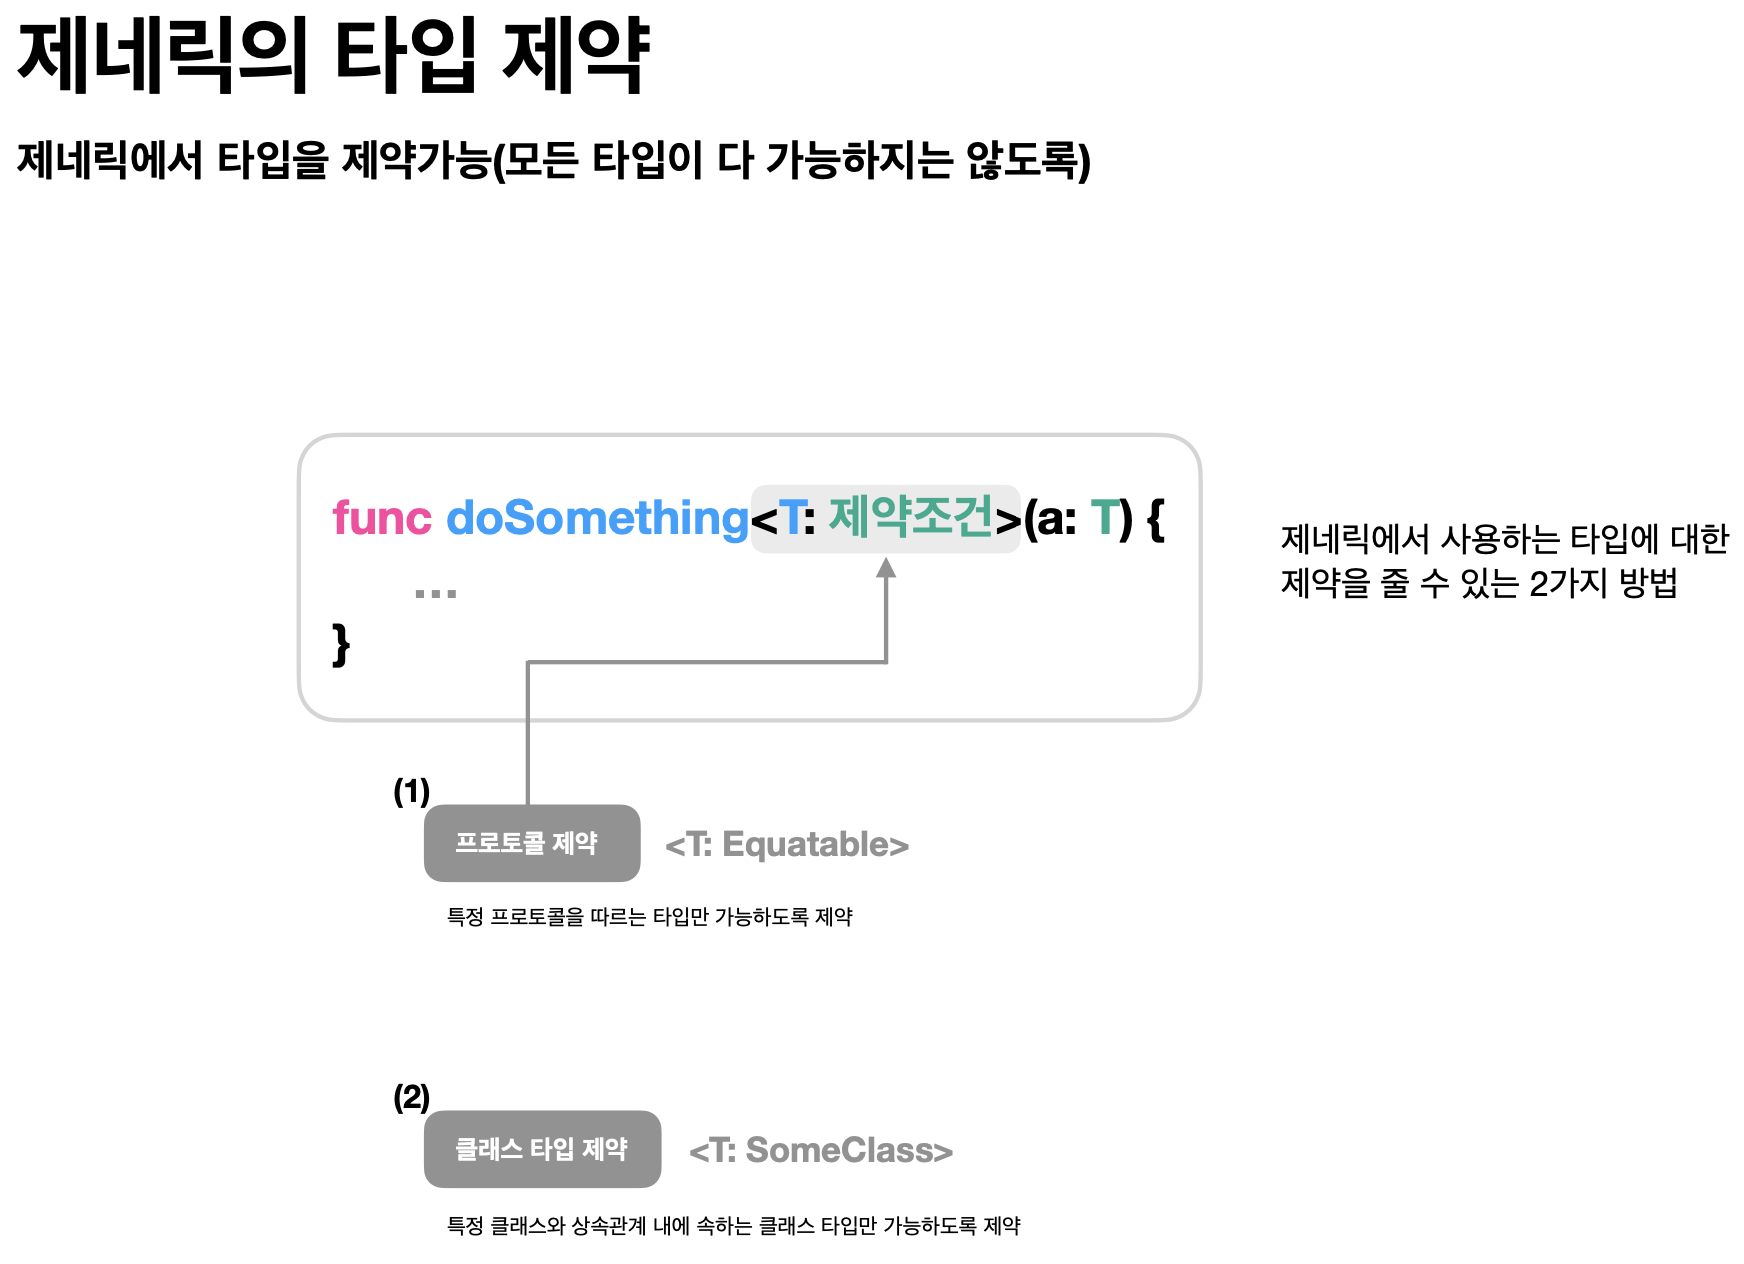 제네릭의 타입 제약
제네릭에서 타입을 제약가능(모든 타입이 다 가능하지는 않도록)
func doSomething<T: 제약조건>(a: T) {
...
}
제네릭에서 사용하는 타입에 대한
제약을 줄 수 있는 2가지 방법
(1)
프로토콜 제약 <T: Equatable>
특정 프로토콜을 따르는 타입만 가능하도록 제약
(2)
클래스 타입 제약 <T: SomeClass>
특정 클래스와 상속관계 내에 속하는 클래스 타입만 가능하도록 제약